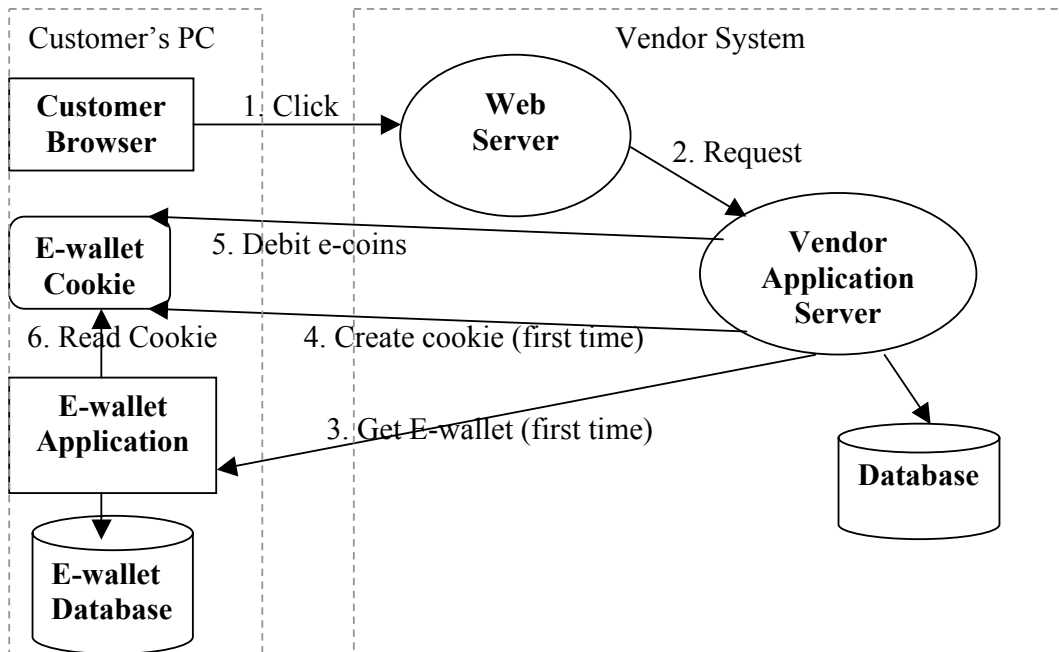 Customer’s PC
Vendor System
Customer
Browser
1. Click
Web
Server
2. Request
E-wallet
Cookie
5. Debit e-coins
Vendor
Application
Server
6. Read Cookie
4. Create cookie (first time)
E-wallet
Application
3. Get E-wallet (first time)
Database
E-wallet
Database